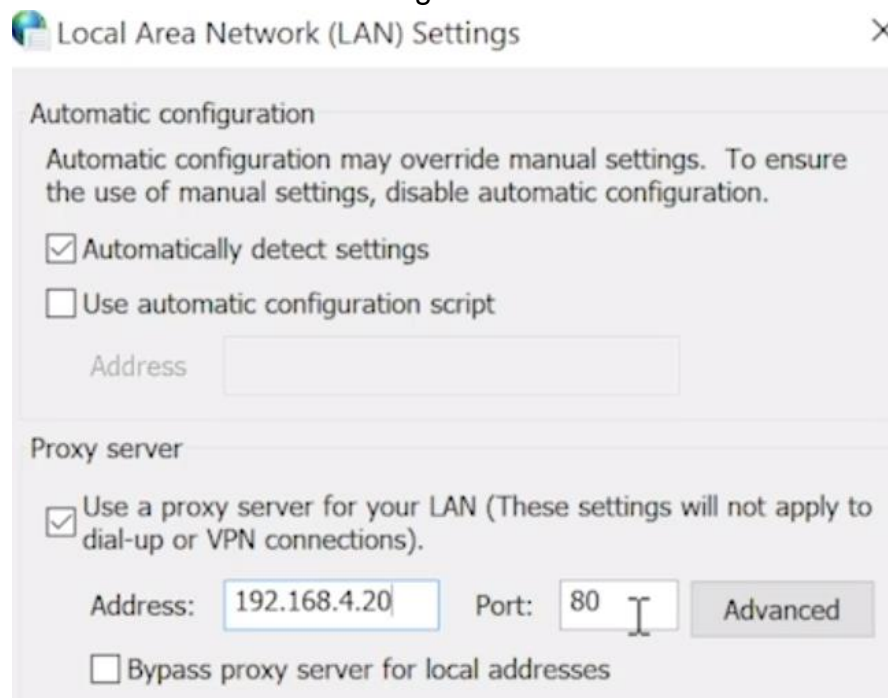 Local Area Network (LAN) Settings
Automatic configuration
Automatic configuration may override manual settings. To ensure
the use of manual settings, disable automatic configuration.
Automatically detect settings
Use automatic configuration script
Address
Proxy server
Use a proxy server for your LAN (These settings will not apply to
dial-up or VPN connections).
Address: 192.168.4.20 Port: 80 Advanced
Bypass proxy server for local addresses